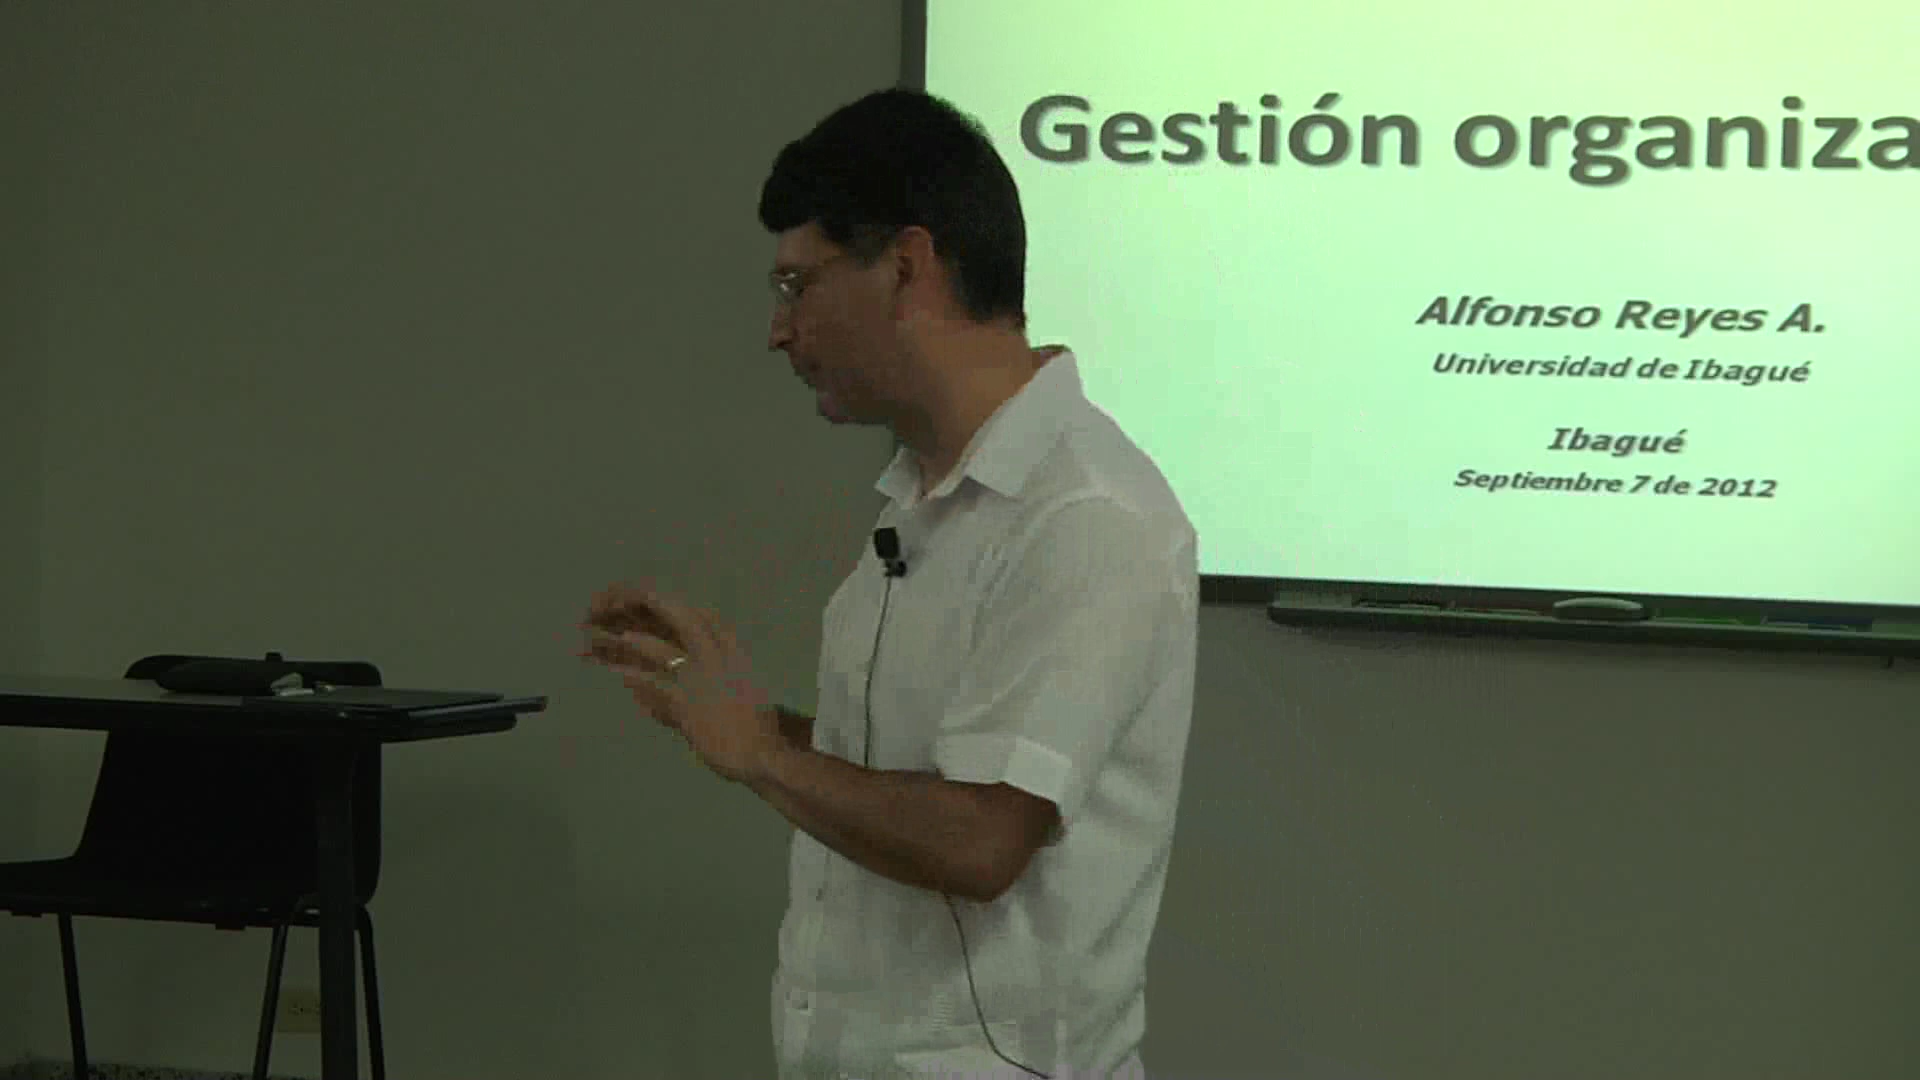 Gestión organiza
Alfonso Reyes A.
Universidad de Ibagué
Ibagué
Septiembre 7 de 2012